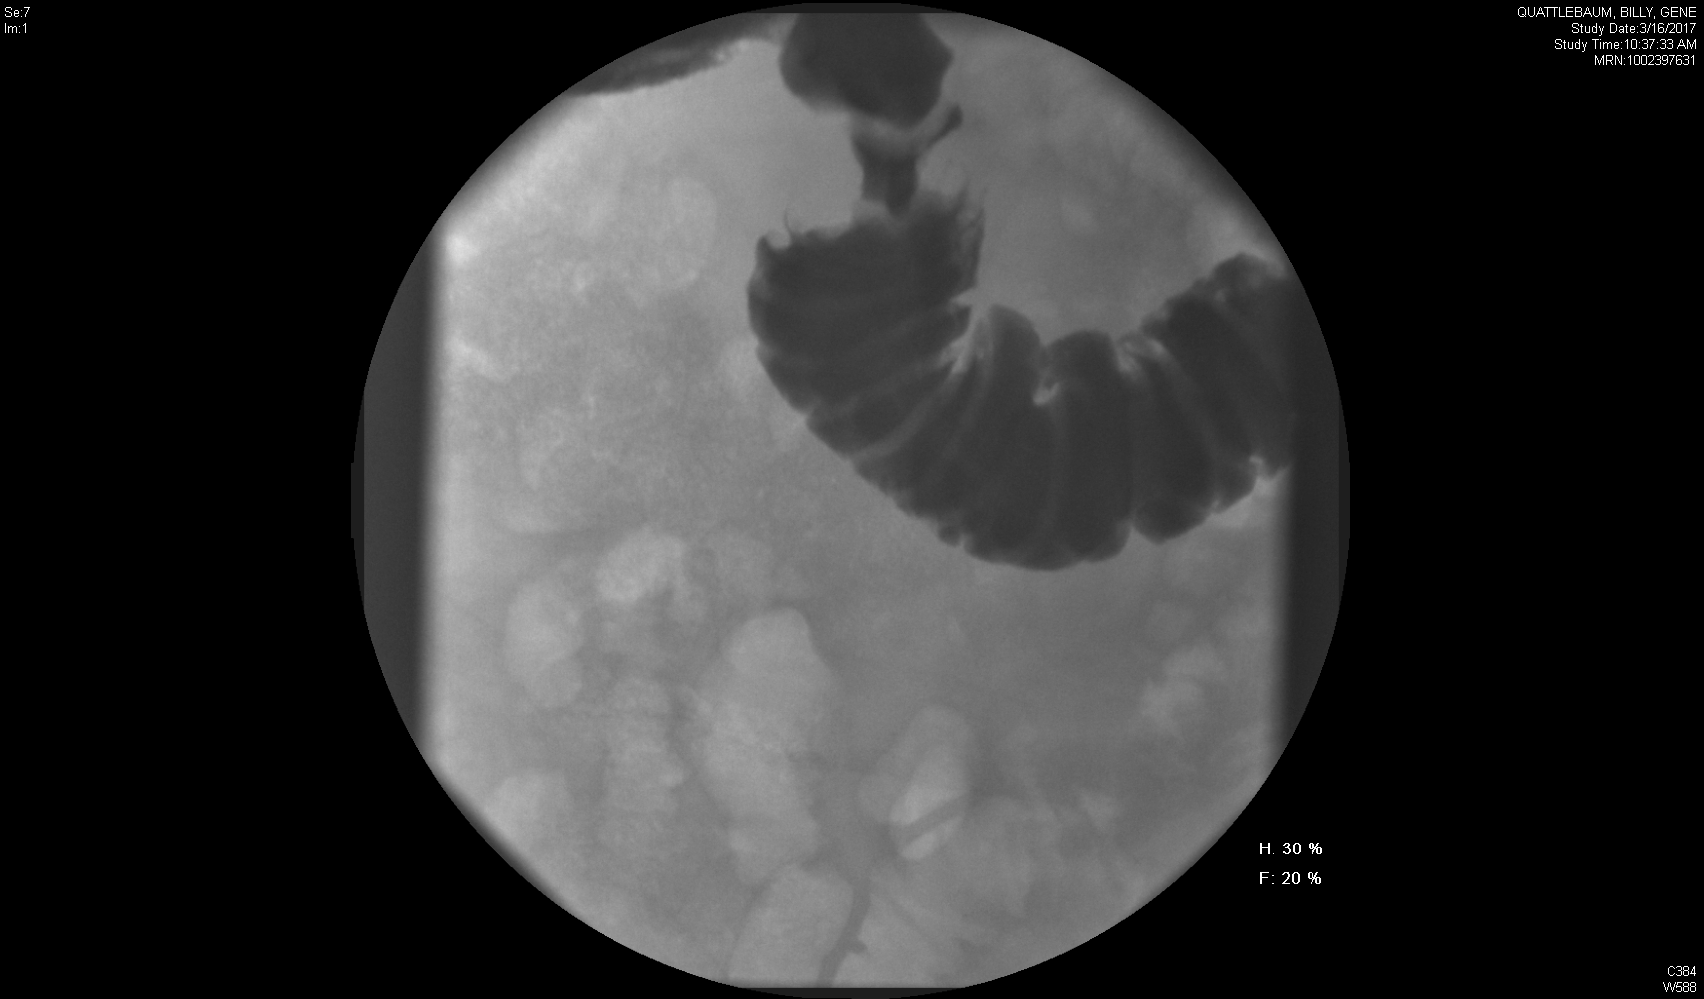 Se:7
Im:1
QUATTLEBAUM, BILLY, GENE
Study Date:3/16/2017
Study Time:10:37:33 AM
MRN:1002397631
H. 30 %
F: 20 %
C384
W588